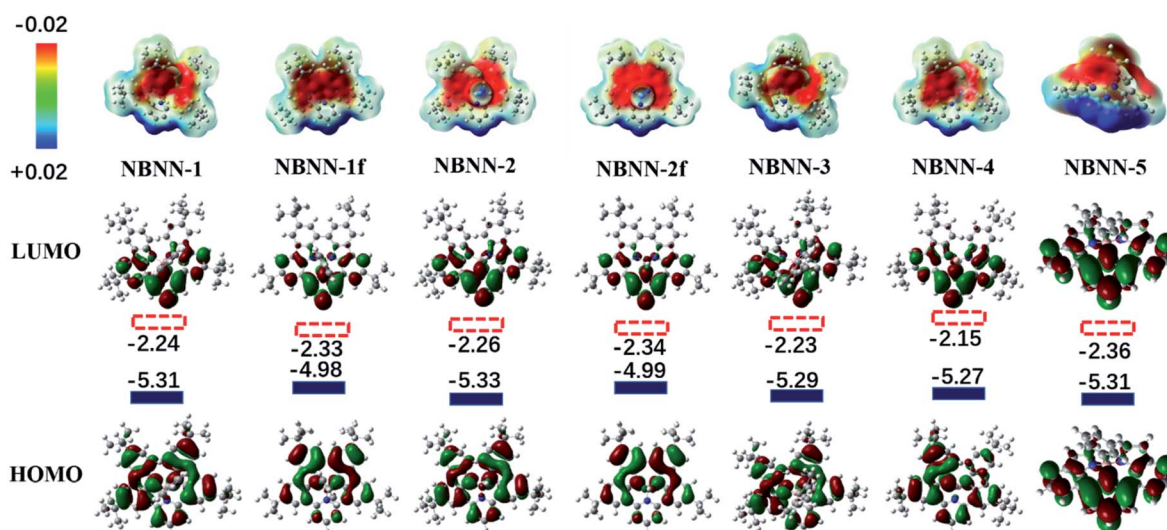 -0.02
+0.02
NBNN-1 NBNN-1f NBNN-2 NBNN-2f NBNN-3 NBNN-4 NBNN-5
LUMO
-2.24 -2.33 -2.26 -2.34 -2.23 -2.15 -2.36
-5.31 -4.98 -5.33 -4.99 -5.29 -5.27 -5.31
HOMO